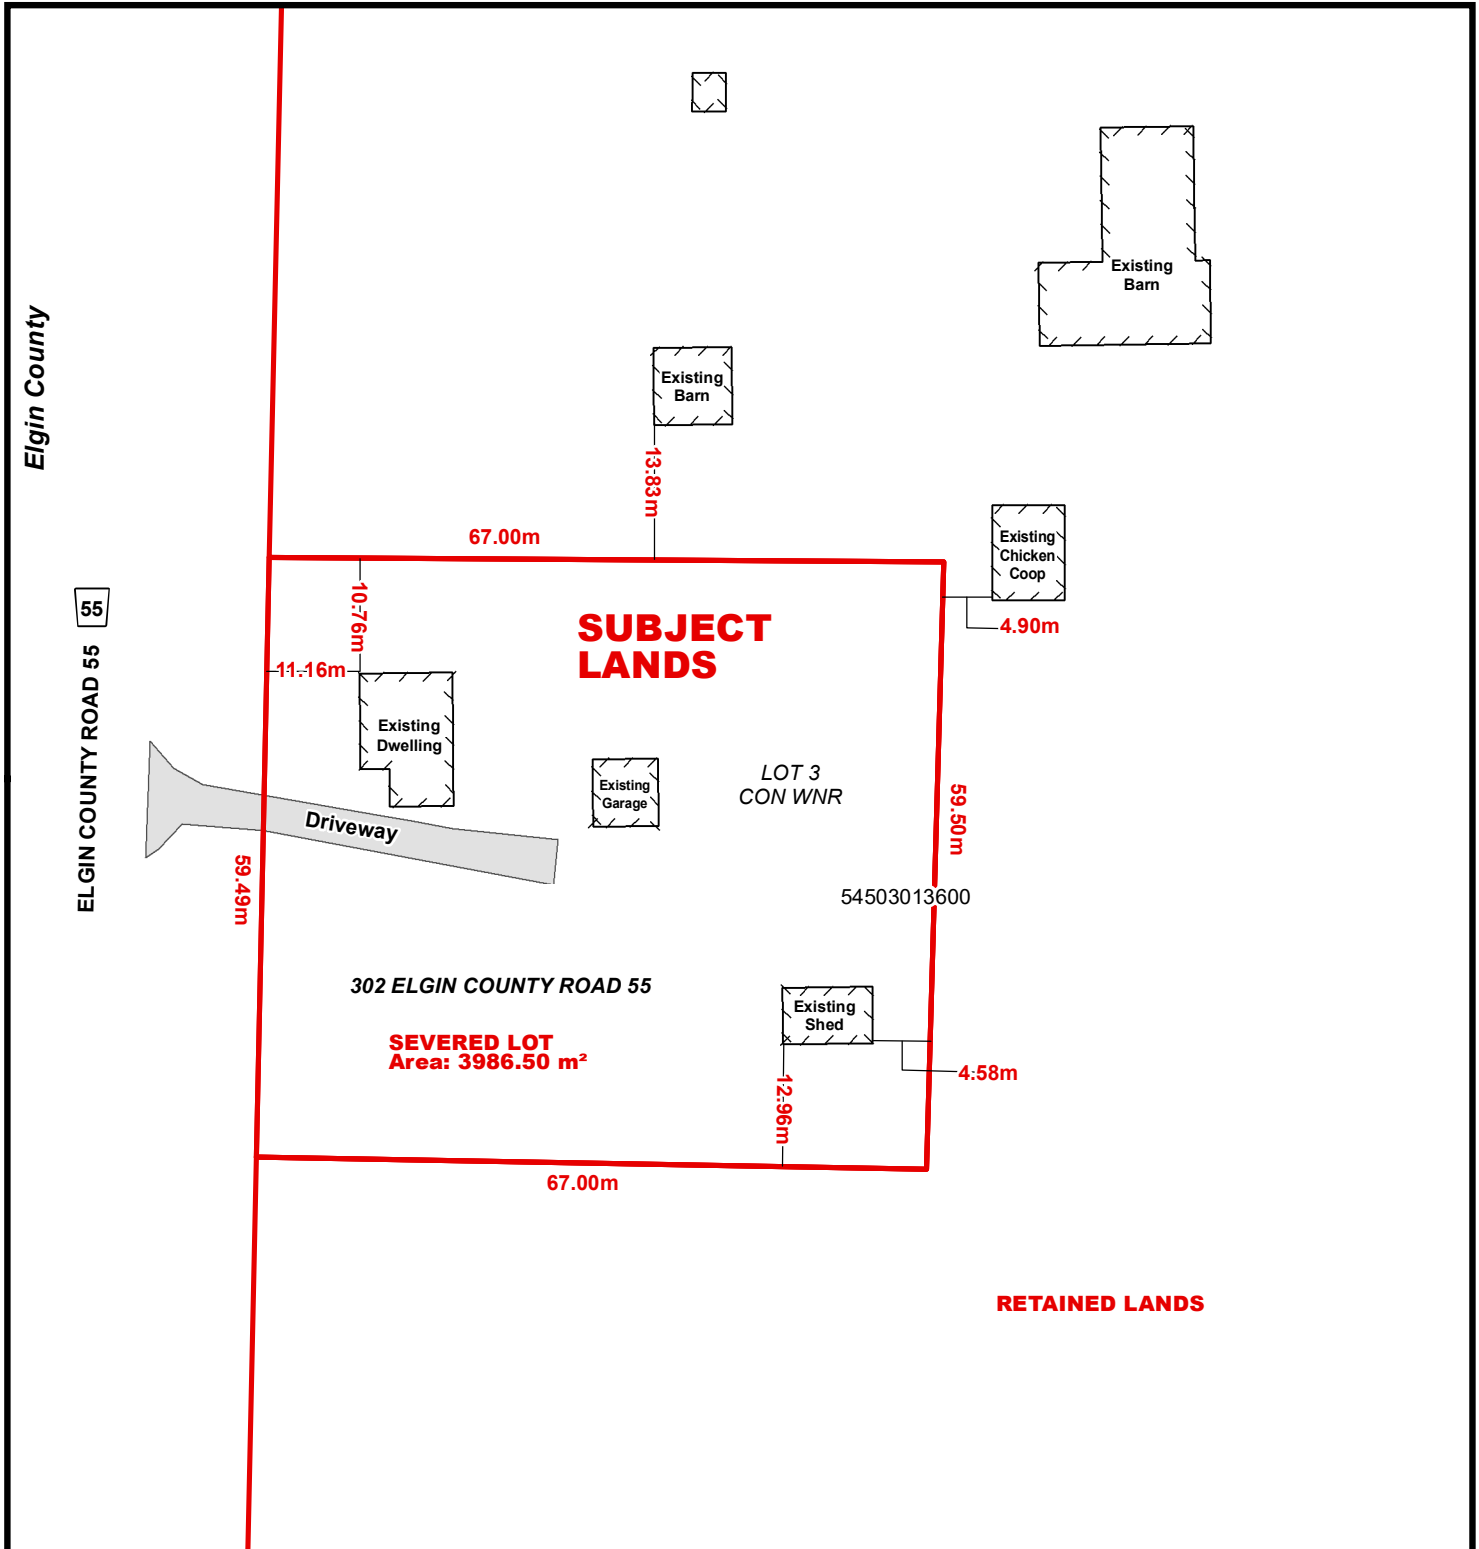 Existing
Barn
Elgin County
Existing
Barn
13.83m
67.00m
Existing
Chicken
Coop
4.90m
55
ELGIN COUNTY ROAD 55
10.76m
SUBJECT
LANDS
11.16m
Existing
Dwelling
Existing
Garage
LOT 3
CON WNR
59.50m
Driveway
59.49m
54503013600
302 ELGIN COUNTY ROAD 55
Existing
Shed
SEVERED LOT
Area: 3986.50 m²
4.58m
12.96m
67.00m
RETAINED LANDS